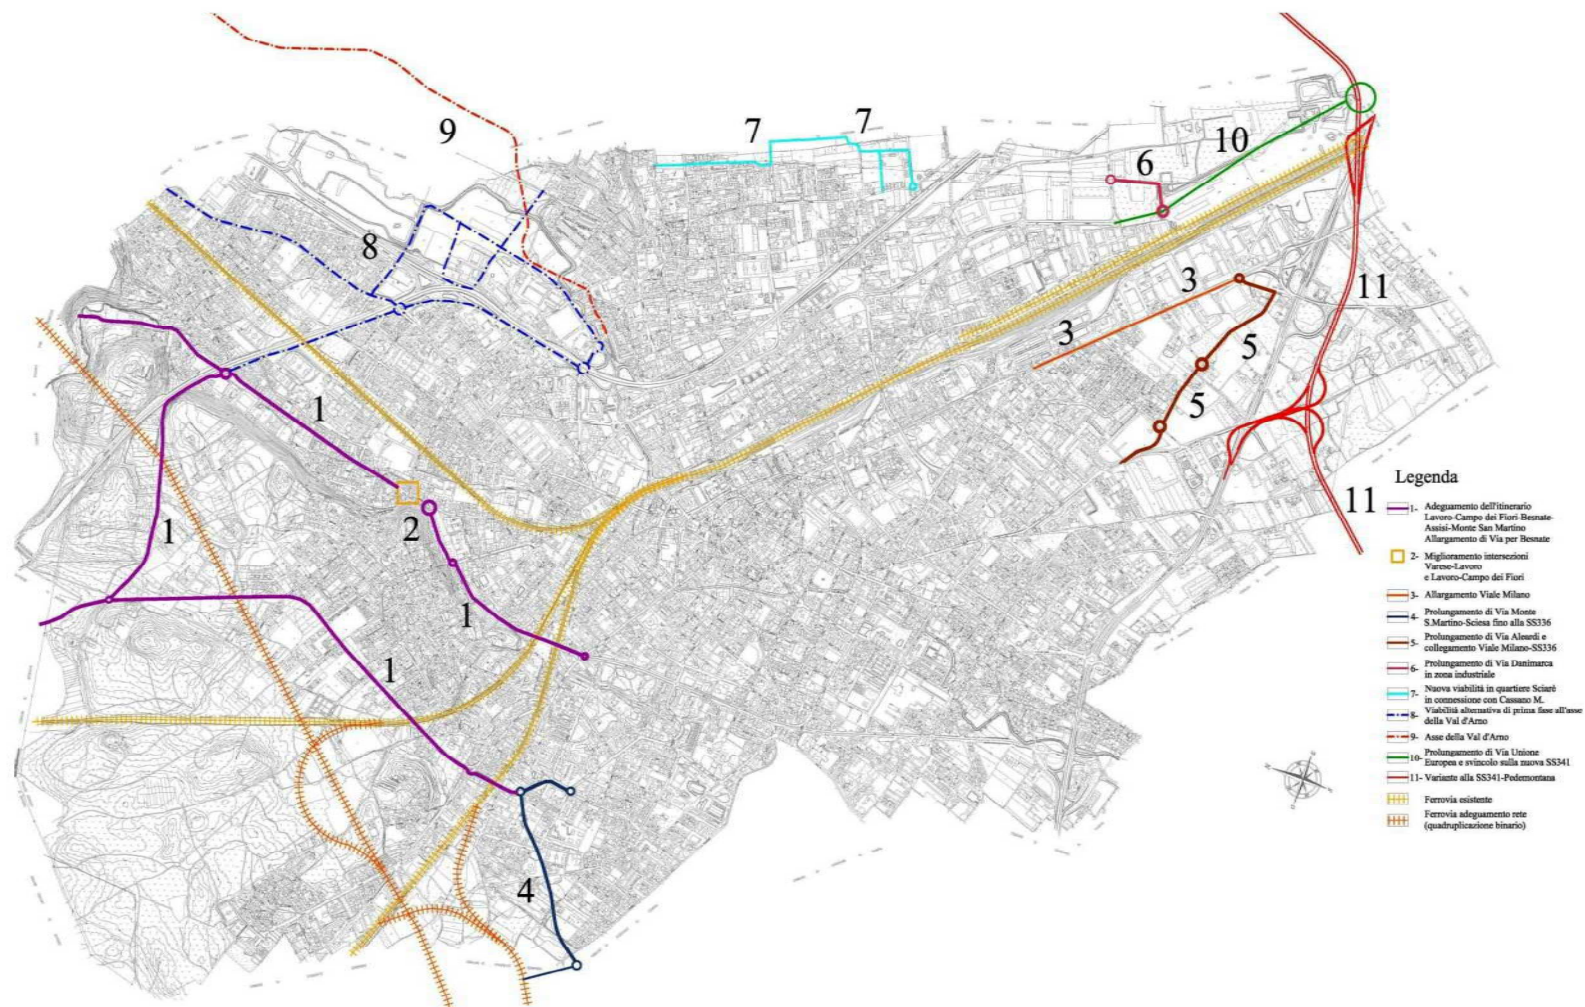 9
7
7
10
6
8
3
11
3
5
1
5
1
2
11
1
1
4
Legenda
1- Adeguamento dell'itinerario
Lavoro-Campo dei Fiori-Besnate-
Assisi-Monte San Martino
Allargamento di Via per Besnate
2- Miglioramento intersezioni
Varese-Lavoro
e Lavoro-Campo dei Fiori
3- Allargamento Viale Milano
4- Prolungamento di Via Monte
S.Martino-Sciesa fino alla SS336
5- Prolungamento di Via Aleardi e
collegamento Viale Milano-SS336
6- Prolungamento di Via Danimarca
in zona industriale
7- Nuova viabilità in quartiere Sciarè
in connessione con Cassano M.
8- Viabilità alternativa di prima fase all'asse
della Val d'Arno
9- Asse della Val d'Arno
10- Prolungamento di Via Unione
Europea e svincolo sulla nuova SS341
11- Variante alla SS341-Pedemontana
Ferrovia esistente
Ferrovia adeguamento rete
(quadruplicazione binario)